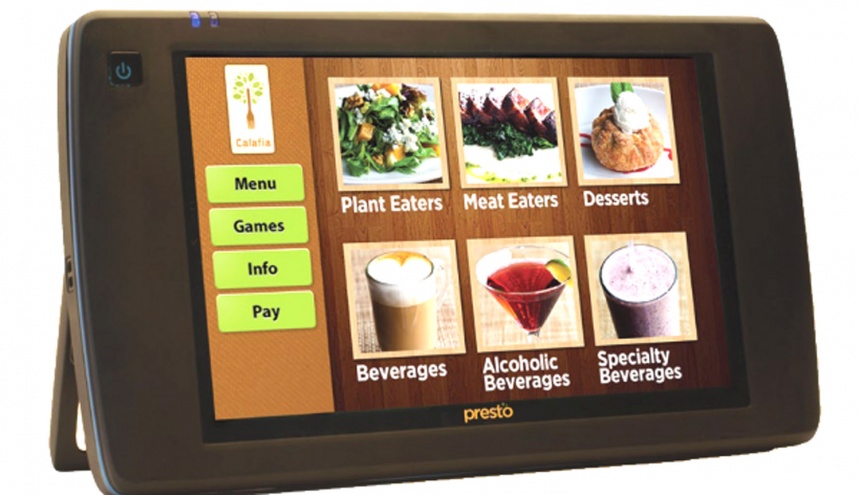 Calafia
Menu
Games
Info
Pay
Plant Eaters
Meat Eaters
Desserts
Beverages
Alcoholic
Beverages
Specialty
Beverages
presto